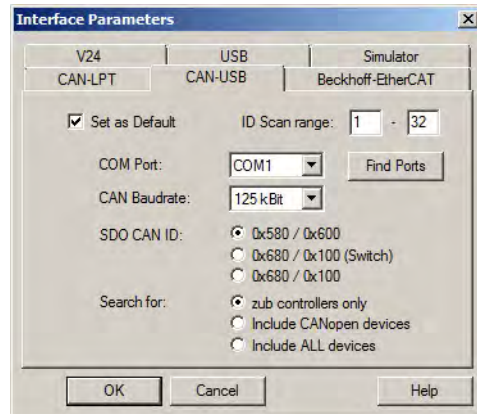 Interface Parameters
V24 USB Simulator
CAN-LPT CAN-USB Beckhoff-EtherCAT
Set as Default ID Scan range: 1 - 32
COM Port: COM1 Find Ports
CAN Baudrate: 125 kBit
SDO CAN ID: 0x580 / 0x600
0x680 / 0x100 (Switch)
0x680 / 0x100
Search for: zub controllers only
Include CANopen devices
Include ALL devices
OK Cancel Help